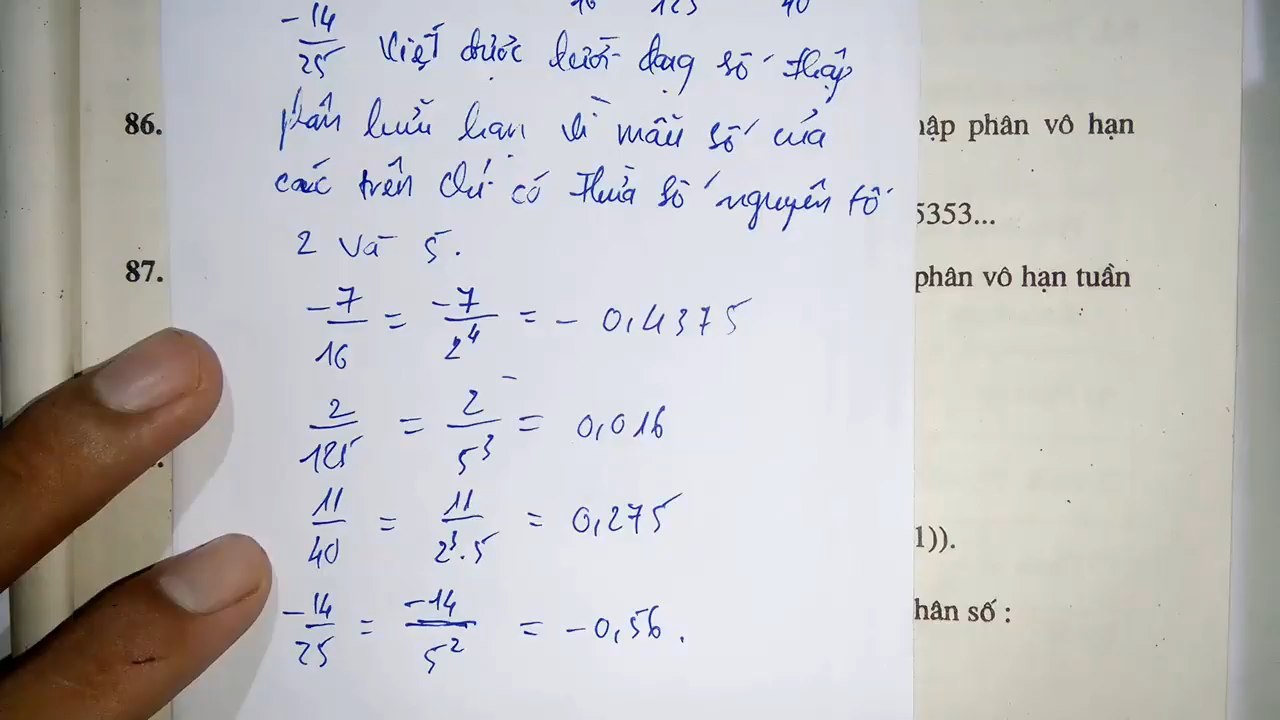 16 125 40
-14/25 viết được dưới dạng số thập
phân hữu hạn vì mẫu số của
các trên chỉ có thừa số nguyên tố
2 và 5.
-7/16 = -7/2^4 = - 0,4375
2/125 = 2/5^3 = 0,016
11/40 = 11/2^3.5 = 0,275
-14/25 = -14/5^2 = -0,56.
86.
ập phân vô hạn
5353...
87.
phân vô hạn tuần
1)).
hân số :